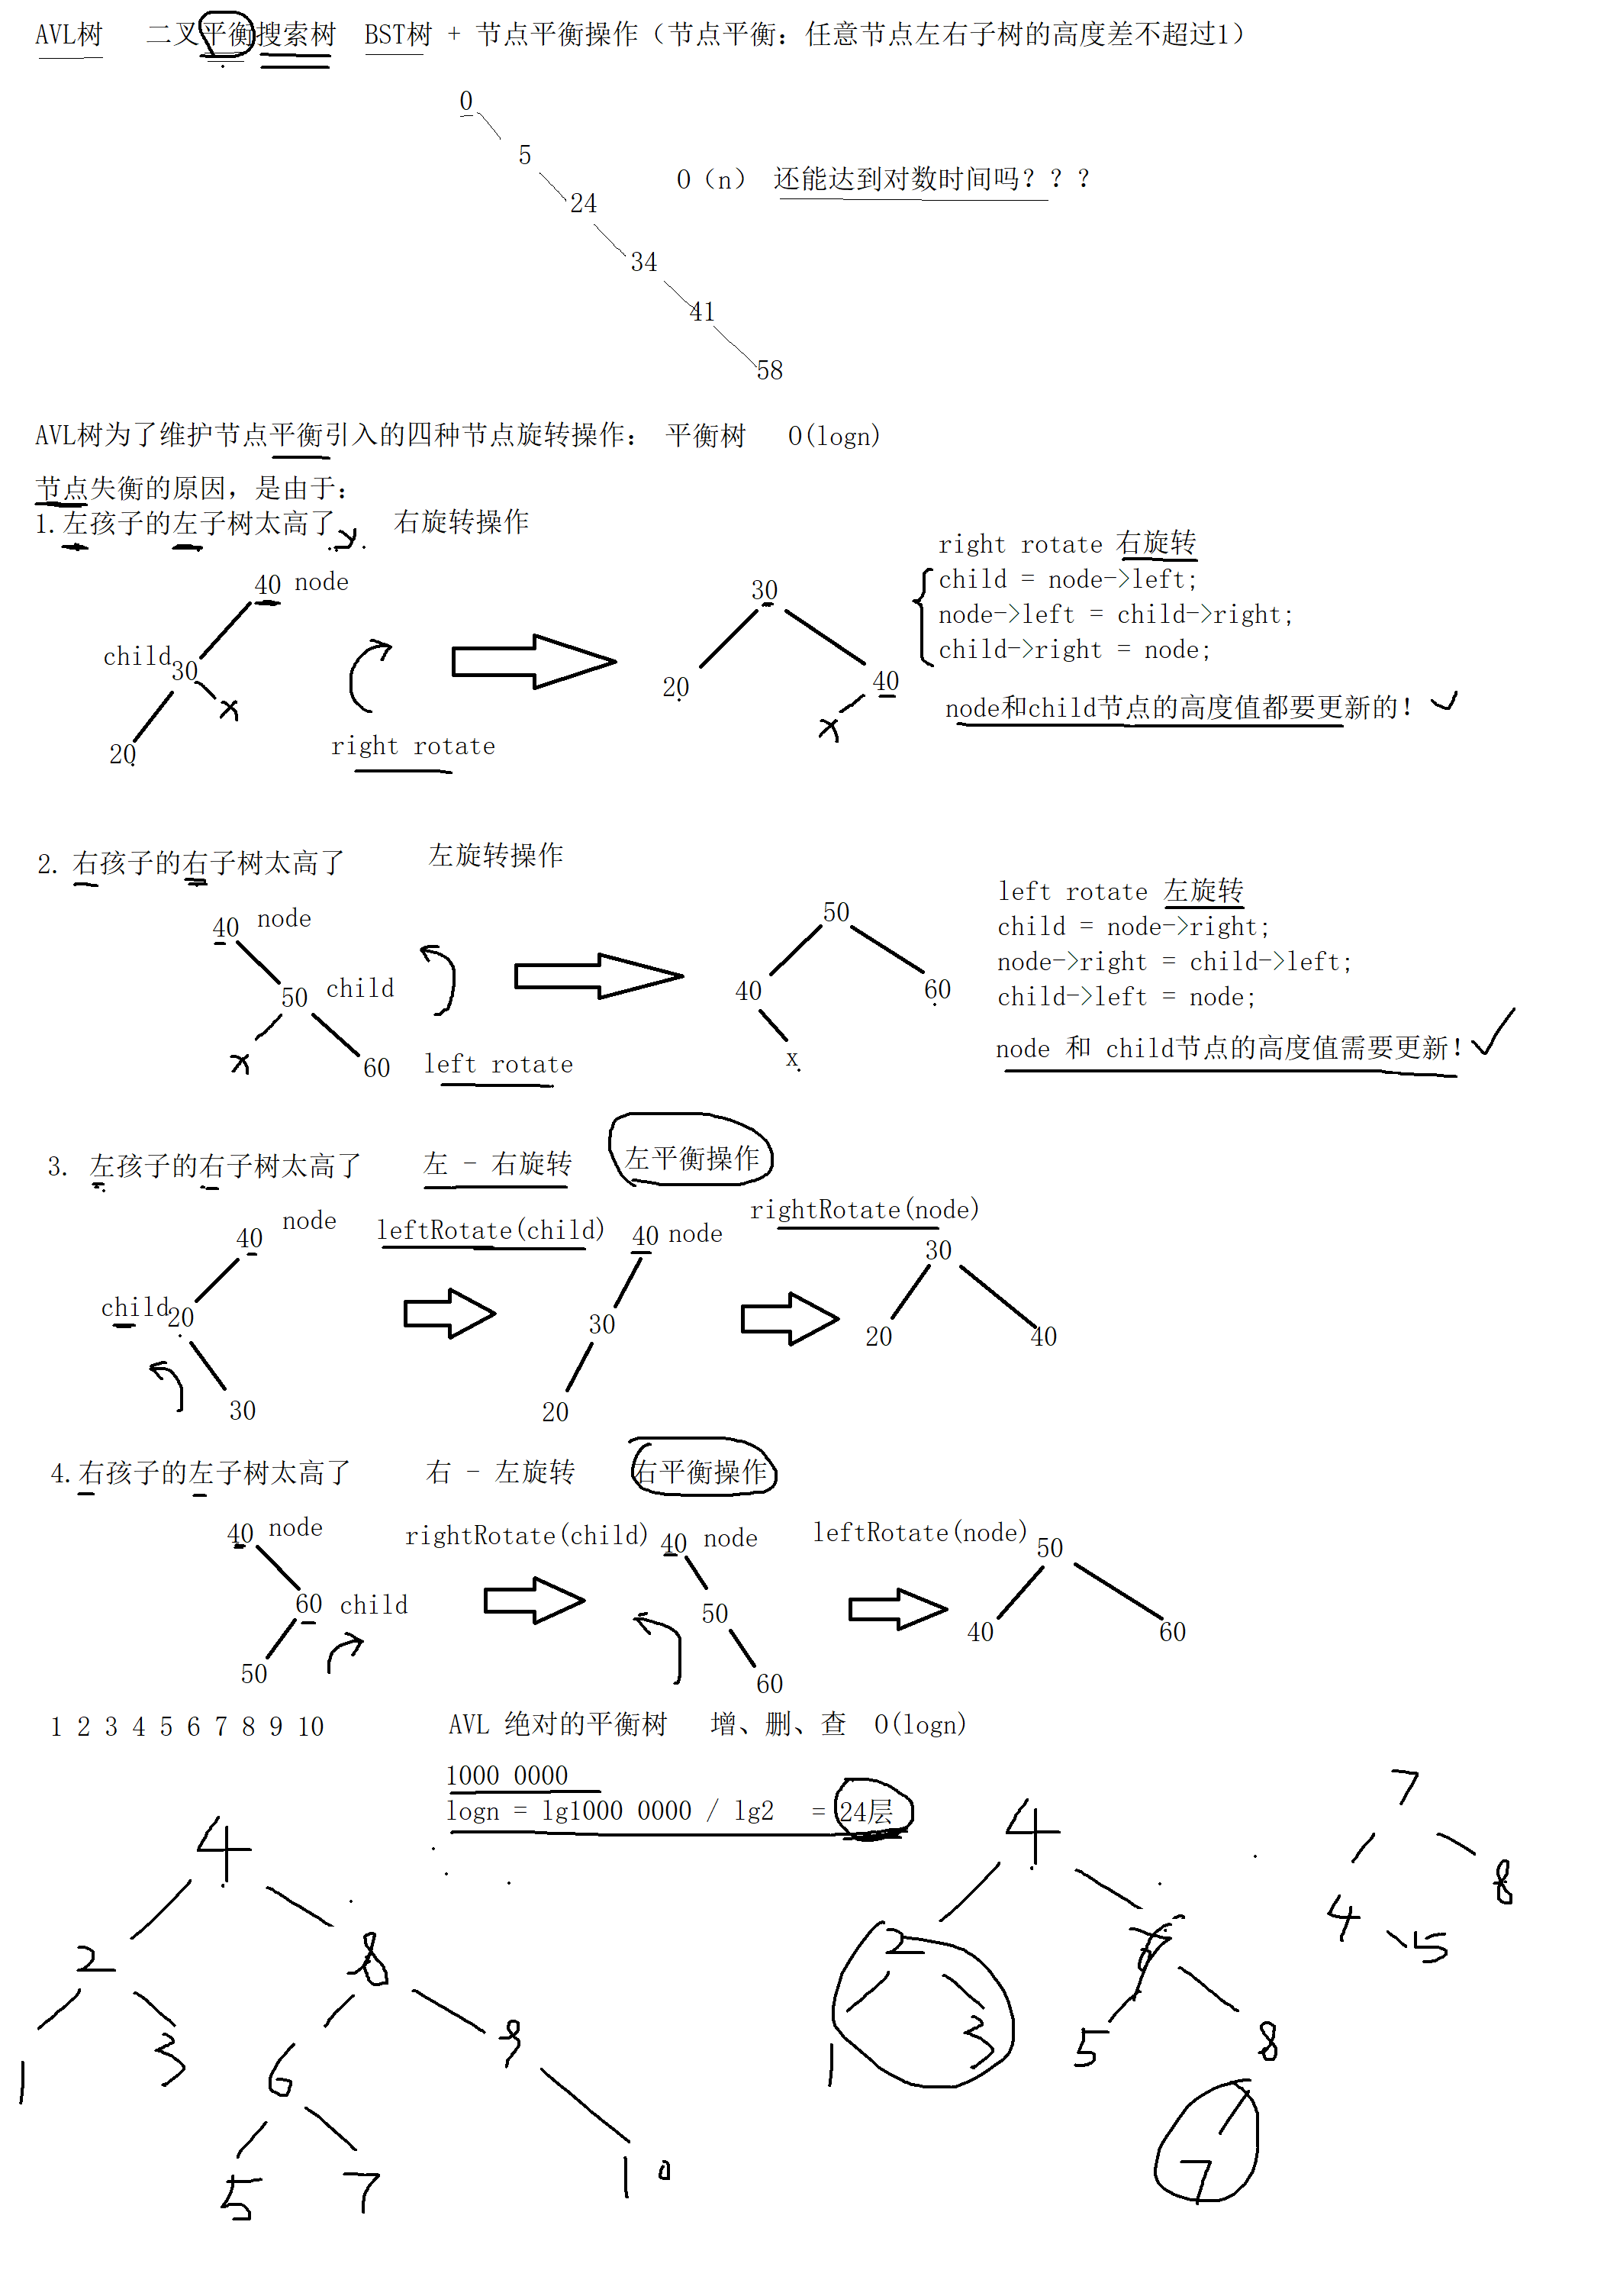 AVL树 二叉平衡搜索树 BST树 + 节点平衡操作（节点平衡：任意节点左右子树的高度差不超过1）
0
5
O（n） 还能达到对数时间吗？？？
24
34
41
58
AVL树为了维护节点平衡引入的四种节点旋转操作： 平衡树 O(logn)
节点失衡的原因，是由于：
1.左孩子的左子树太高了 右旋转操作
right rotate 右旋转
child = node->left;
node->left = child->right;
child->right = node;
node和child节点的高度值都要更新的！
40 node
child 30
x
20
right rotate
30
20 40
x
2. 右孩子的右子树太高了 左旋转操作
left rotate 左旋转
child = node->right;
node->right = child->left;
child->left = node;
node 和 child节点的高度值需要更新！
40 node
50 child
x 60
left rotate
50
40 60
x
3. 左孩子的右子树太高了 左 - 右旋转 左平衡操作
40 node leftRotate(child) 40 node rightRotate(node) 30
child 20 30 20 40
30 20
4.右孩子的左子树太高了 右 - 左旋转 右平衡操作
40 node rightRotate(child) 40 node leftRotate(node) 50
60 child 50 40 60
50 60
1 2 3 4 5 6 7 8 9 10 AVL 绝对的平衡树 增、删、查 O(logn)
1000 0000
logn = lg1000 0000 / lg2 = 24层
4
2 8
1 3 6 9
5 7 10
4
2
1 3 5 8
7
7
4 8
5